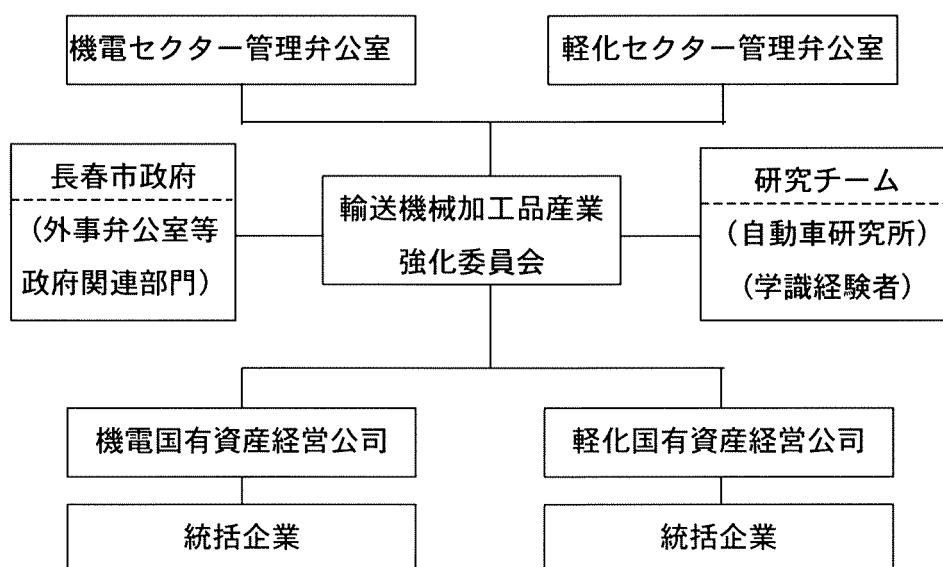 機電セクター管理弁公室
軽化セクター管理弁公室
長春市政府
（外事弁公室等
政府関連部門）
輸送機械加工品産業
強化委員会
研究チーム
（自動車研究所）
（学識経験者）
機電国有資産経営公司
軽化国有資産経営公司
統括企業
統括企業